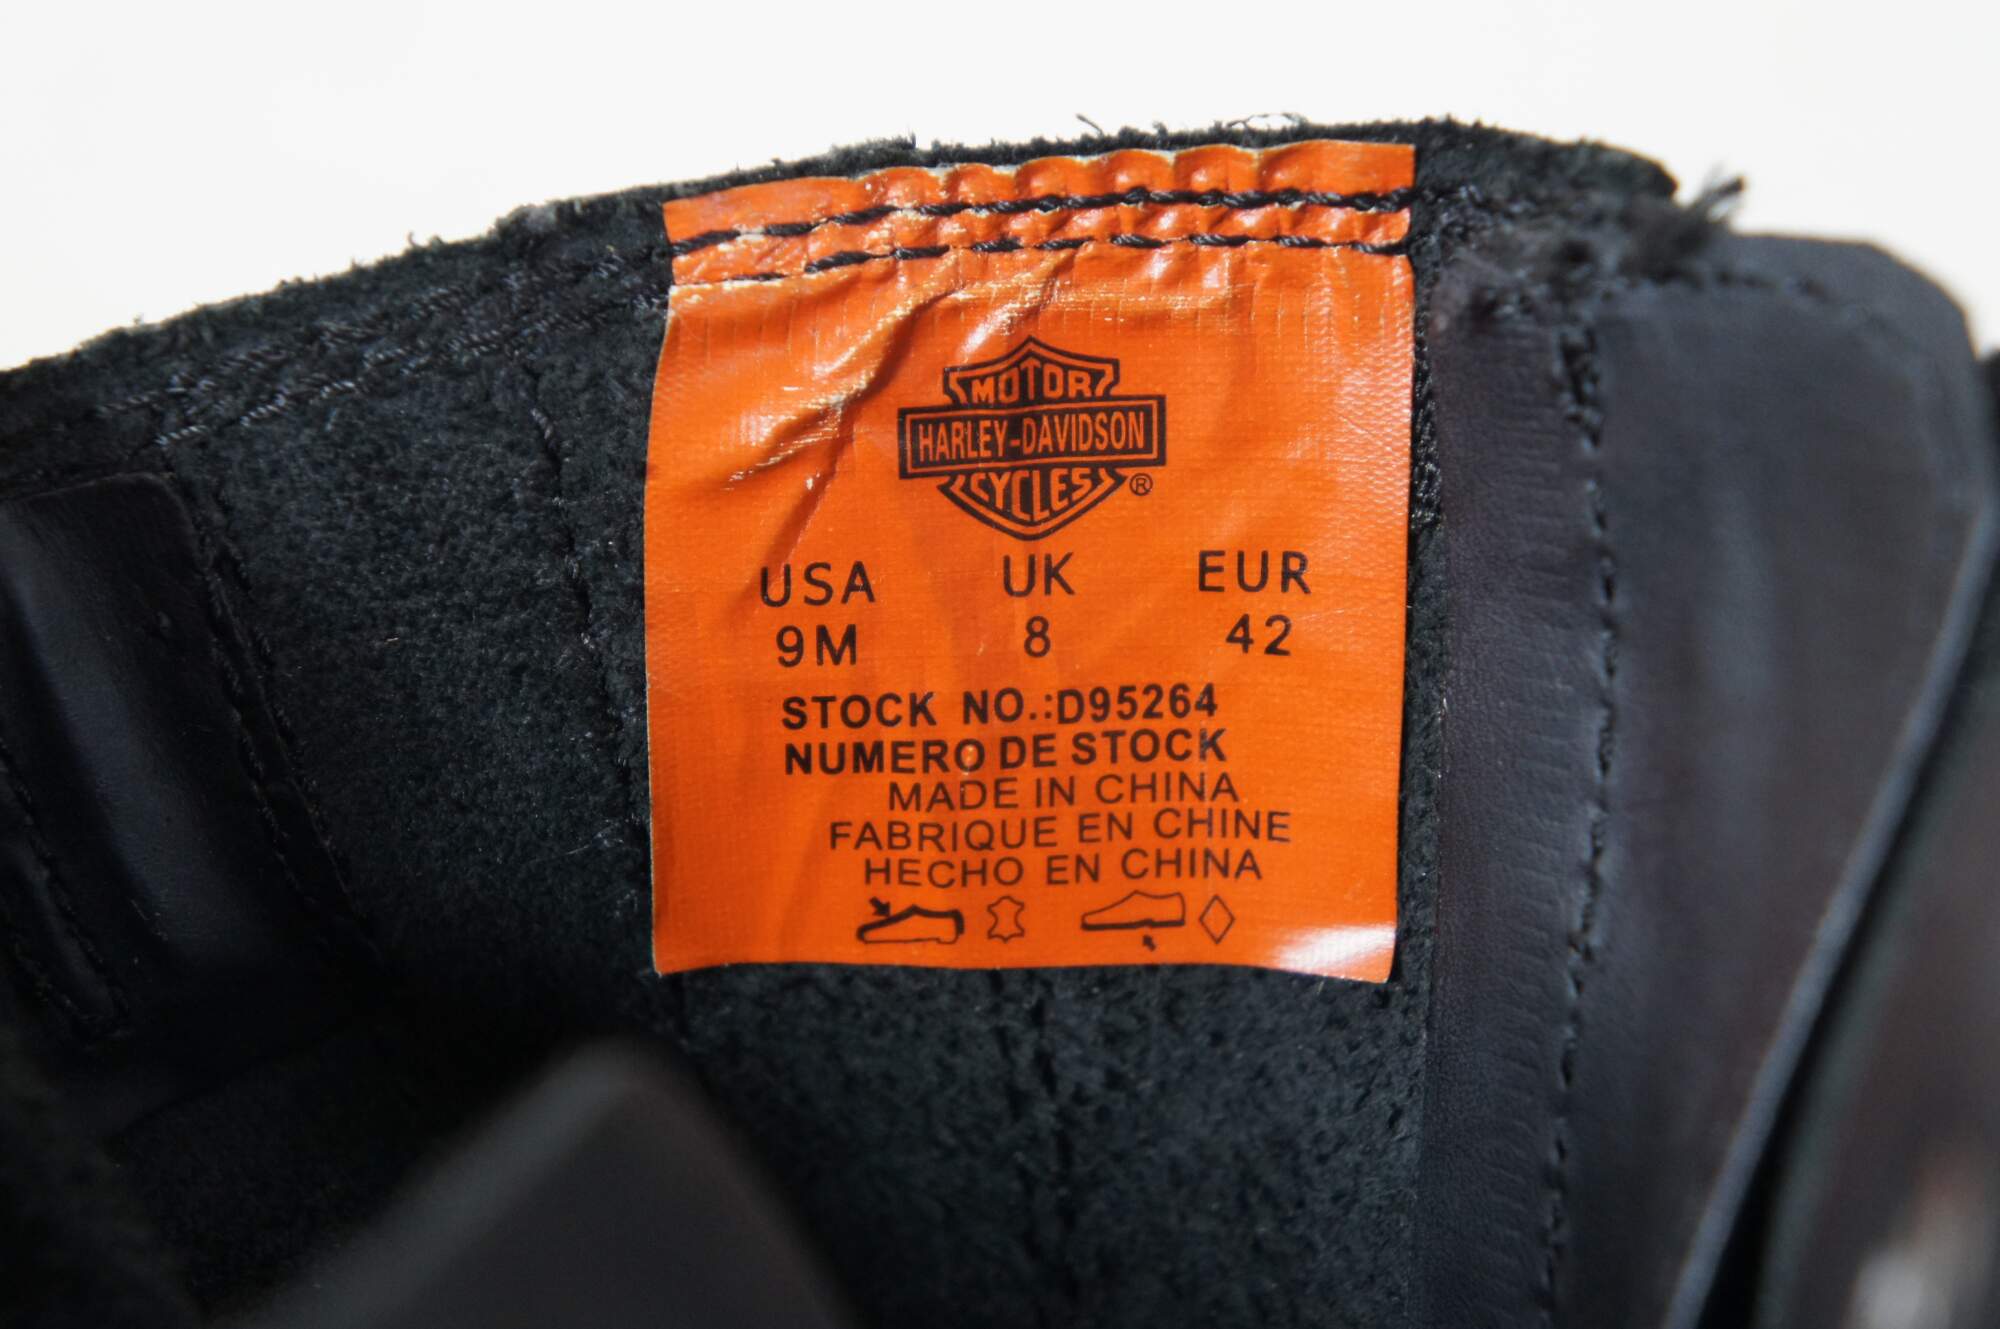 MOTOR
HARLEY-DAVIDSON
CYCLES ®
USA UK EUR
9M 8 42
STOCK NO.:D95264
NUMERO DE STOCK
MADE IN CHINA
FABRIQUE EN CHINE
HECHO EN CHINA